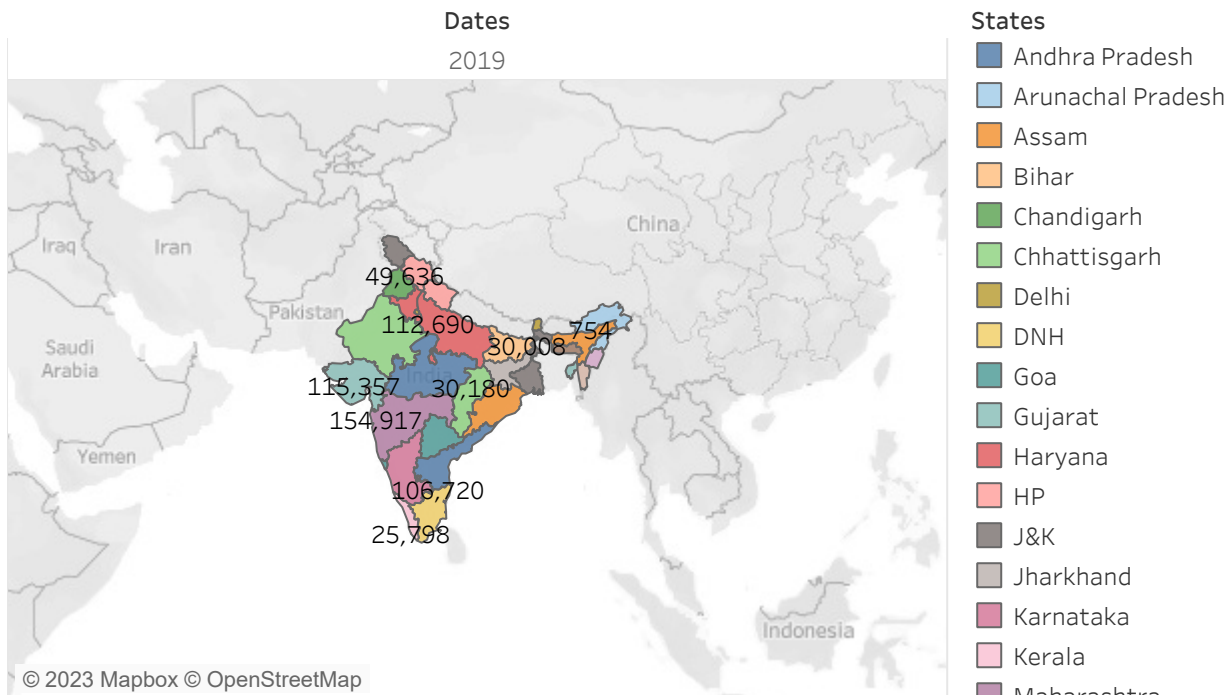 Dates
2019
States
Andhra Pradesh
Arunachal Pradesh
Assam
Bihar
Chandigarh
Chhattisgarh
Delhi
DNH
Goa
Gujarat
Haryana
HP
J&K
Jharkhand
Karnataka
Kerala
Maharashtra
China
Iraq
Iran
49,636
Pakistan
112,690
754
30,008
Saudi
Arabia
India
115,357
30,180
154,917
Yemen
106,720
25,798
Indonesia
© 2023 Mapbox © OpenStreetMap